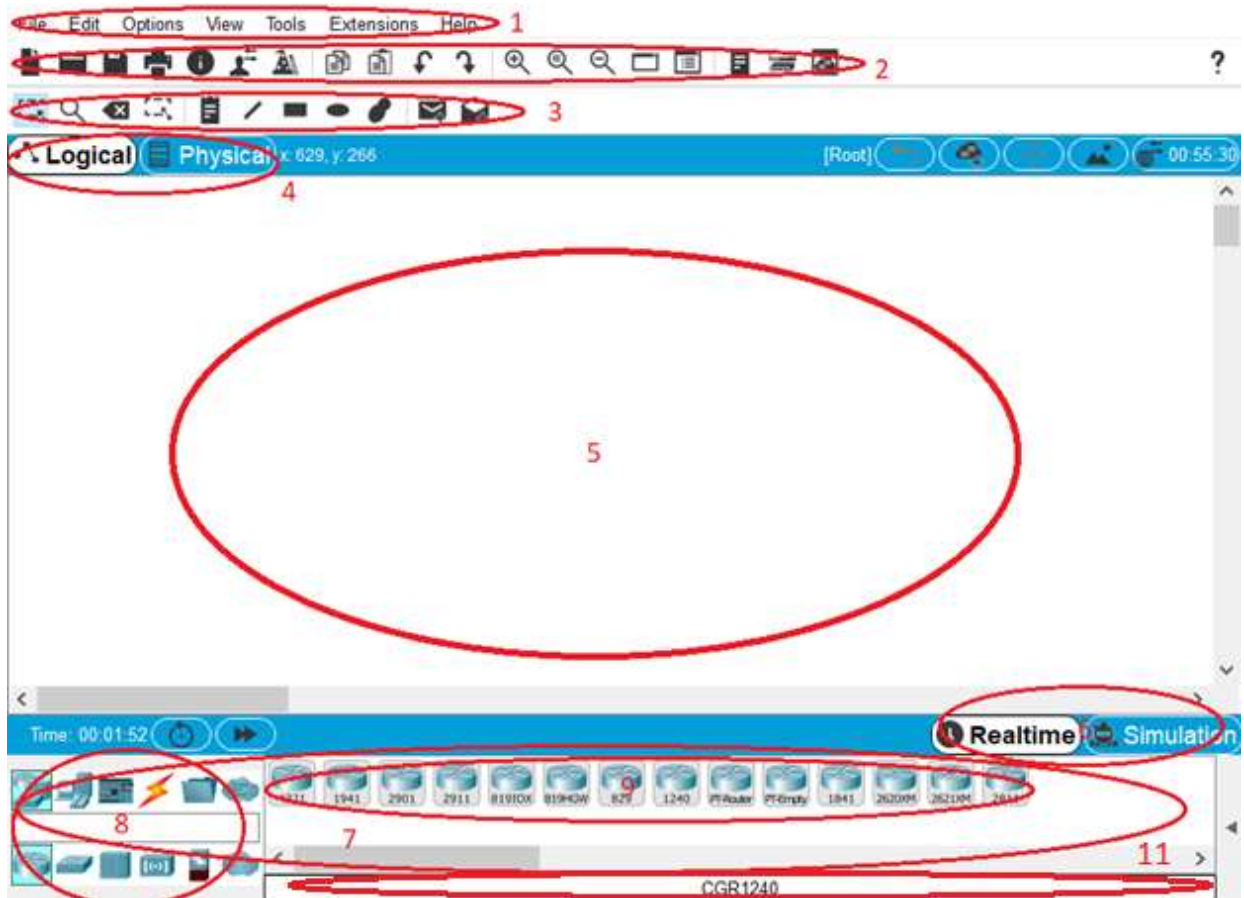 File Edit Options View Tools Extensions Help 1
2 ?
3
Logical Physical x: 629, y: 266 [Root] 00:55:30
4
5
Time: 00:01:52 Realtime Simulation
1941 2901 2911 819IOX 819HGW 829 1240 PT-Router PT-Empty 1841 2620XM 2621XM 2811
9
8
7
11
CGR1240